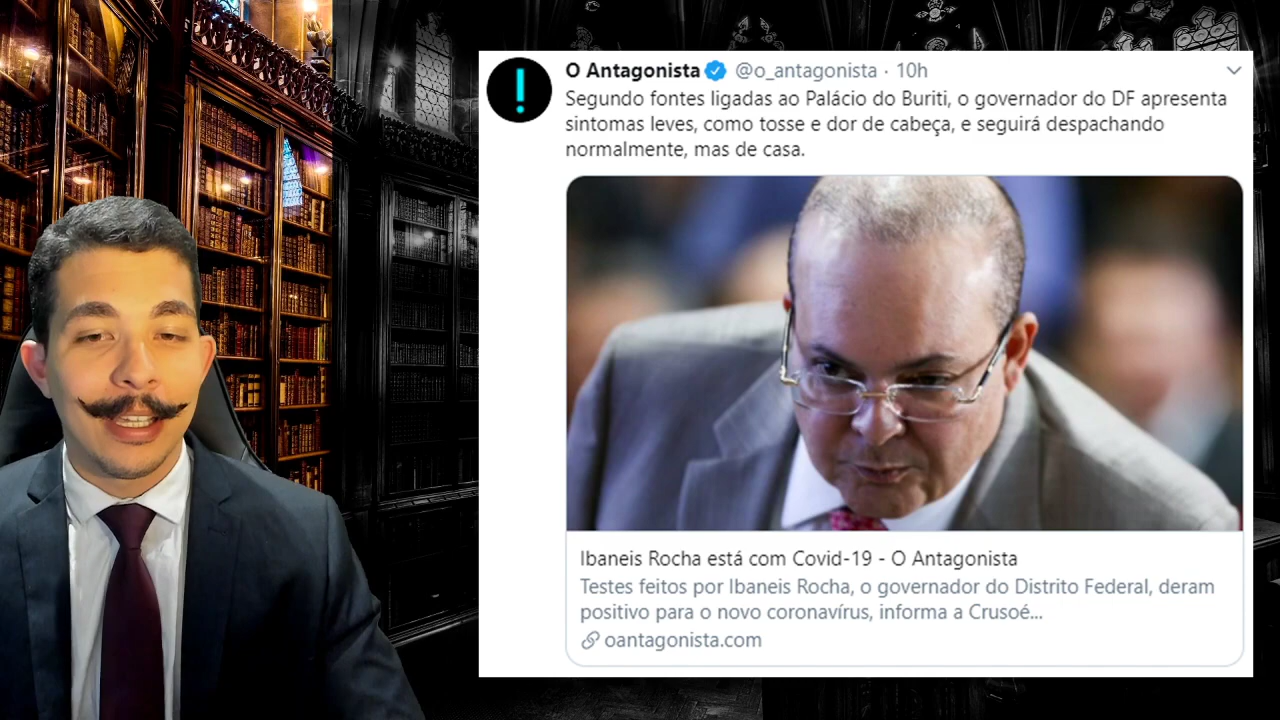 O Antagonista @o_antagonista · 10h
Segundo fontes ligadas ao Palácio do Buriti, o governador do DF apresenta
sintomas leves, como tosse e dor de cabeça, e seguirá despachando
normalmente, mas de casa.
Ibaneis Rocha está com Covid-19 - O Antagonista
Testes feitos por Ibaneis Rocha, o governador do Distrito Federal, deram
positivo para o novo coronavírus, informa a Crusoé...
oantagonista.com